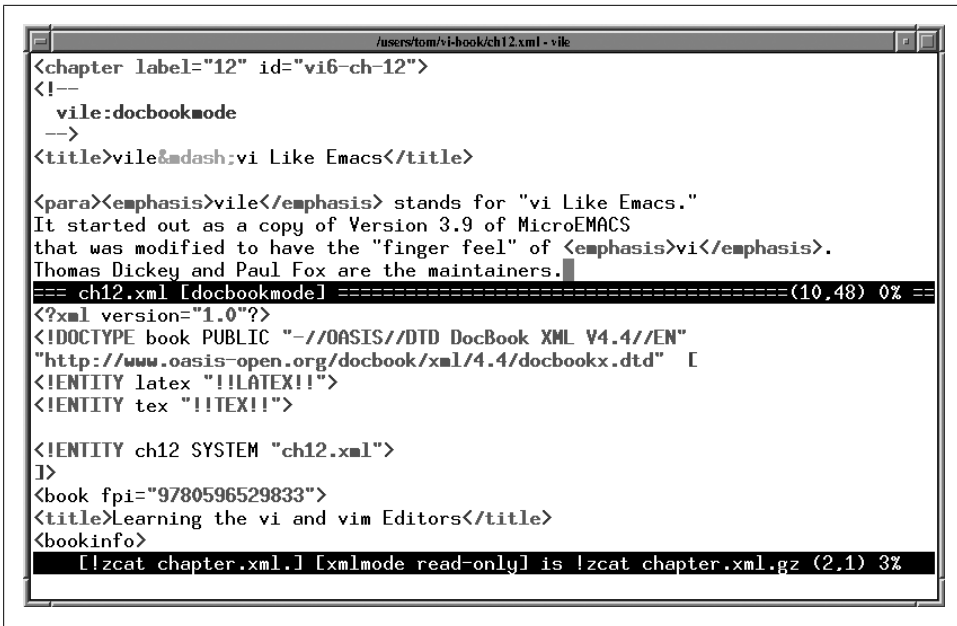 /users/tom/vi-book/ch12.xml - vile
<chapter label="12" id="vi6-ch-12">
<!--
  vile:docbookmode
 -->
<title>vile&mdash;vi Like Emacs</title>

<para><emphasis>vile</emphasis> stands for "vi Like Emacs."
It started out as a copy of Version 3.9 of MicroEMACS
that was modified to have the "finger feel" of <emphasis>vi</emphasis>.
Thomas Dickey and Paul Fox are the maintainers.
=== ch12.xml [docbookmode] ========================================(10,48) 0% ==
<?xml version="1.0"?>
<!DOCTYPE book PUBLIC "-//OASIS//DTD DocBook XML V4.4//EN"
"http://www.oasis-open.org/docbook/xml/4.4/docbookx.dtd"  [
<!ENTITY latex "!!LATEX!!">
<!ENTITY tex "!!TEX!!">

<!ENTITY ch12 SYSTEM "ch12.xml">
]>
<book fpi="9780596529833">
<title>Learning the vi and vim Editors</title>
<bookinfo>
    [!zcat chapter.xml.] [xmlmode read-only] is !zcat chapter.xml.gz (2,1) 3%